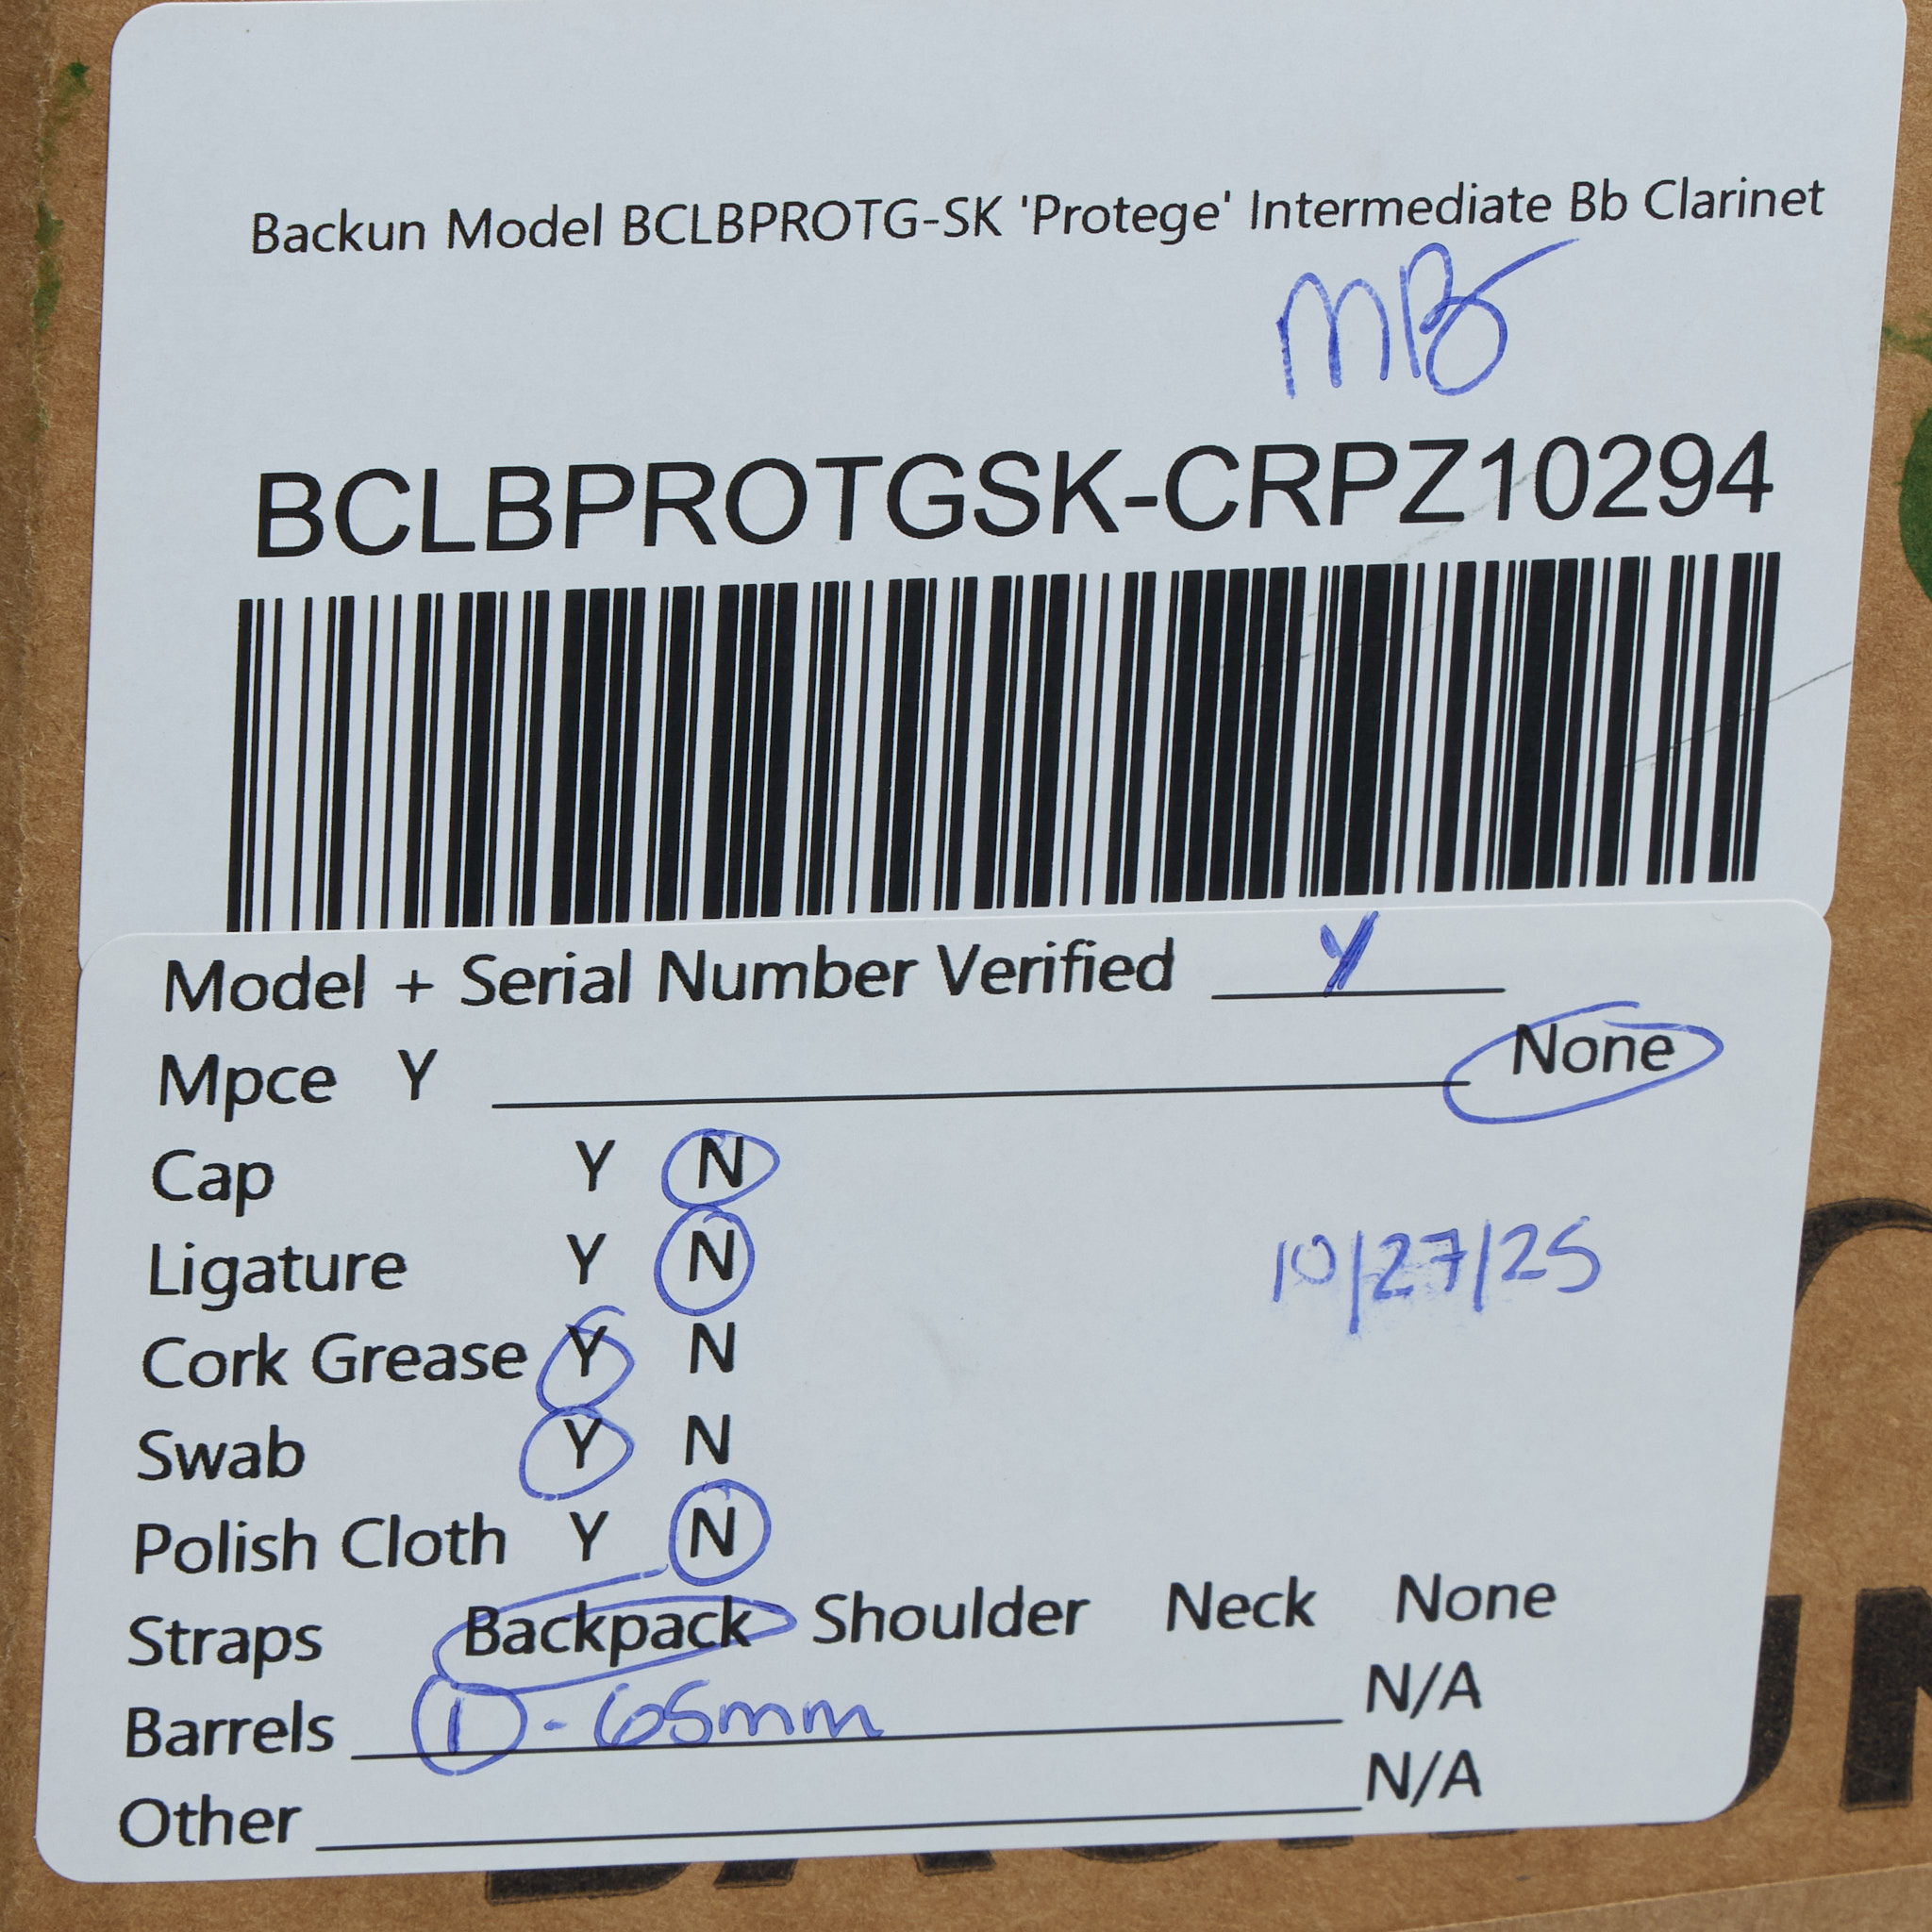 Backun Model BCLBPROTG-SK 'Protege' Intermediate Bb Clarinet
MB
BCLBPROTGSK-CRPZ10294
Model + Serial Number Verified Y
Mpce Y None
Cap Y N
Ligature Y N
10/27/25
Cork Grease Y N
Swab Y N
Polish Cloth Y N
Straps Backpack Shoulder Neck None
Barrels 1 - 65mm N/A
Other N/A